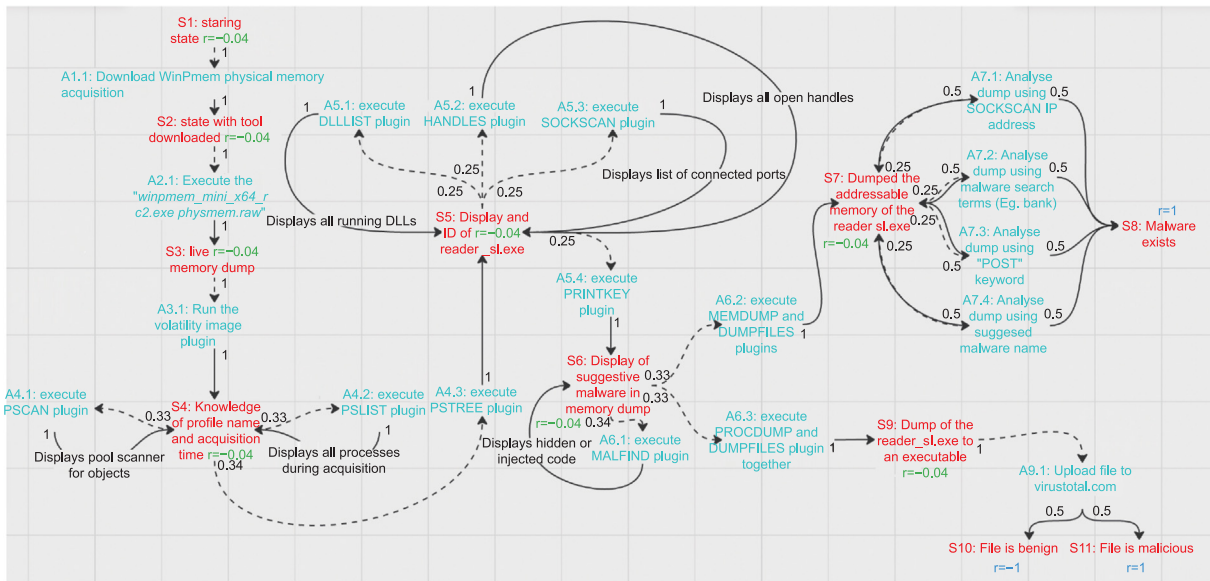 S1: staring
state r=−0.04
1
A1.1: Download WinPmem physical memory
acquisition
1
S2: state with tool
downloaded r=−0.04
1
A2.1: Execute the
"winpmem_mini_x64_r
c2.exe physmem.raw"
1
S3: live r=−0.04
memory dump
1
A3.1: Run the
volatility image
plugin
1
A4.1: execute
PSCAN plugin
1
0.33
S4: Knowledge
of profile name
and acquisition
time r=−0.04
0.33
0.34
A4.2: execute
PSLIST plugin
1
Displays pool scanner
for objects
Displays all processes
during acquisition
A4.3: execute
PSTREE plugin
1
1
A5.1: execute
DLLLIST plugin
1
A5.2: execute
HANDLES plugin
1
A5.3: execute
SOCKSCAN plugin
1
Displays all open handles
Displays list of connected ports
Displays all running DLLs
0.25
0.25
0.25
S5: Display and
ID of r=−0.04
reader_sl.exe
0.25
A5.4: execute
PRINTKEY
plugin
1
S6: Display of
suggestive
malware in
memory dump
r=−0.04
0.33
0.33
0.34
Displays hidden or
injected code
A6.1: execute
MALFIND plugin
1
A6.2: execute
MEMDUMP and
DUMPFILES
plugins
1
A6.3: execute
PROCDUMP and
DUMPFILES plugin
together
1
S7: Dumped the
addressable
memory of the
reader sl.exe
r=−0.04
0.25
0.25
0.25
0.25
A7.1: Analyse
dump using
SOCKSCAN IP
address
0.5
0.5
A7.2: Analyse
dump using
malware search
terms (Eg. bank)
0.5
0.5
A7.3: Analyse
dump using
"POST"
keyword
0.5
0.5
A7.4: Analyse
dump using
suggesed
malware name
0.5
0.5
r=1
S8: Malware
exists
S9: Dump of the
reader_sl.exe to
an executable
r=−0.04
1
A9.1: Upload file to
virustotal.com
0.5
0.5
S10: File is benign
r=−1
S11: File is malicious
r=1